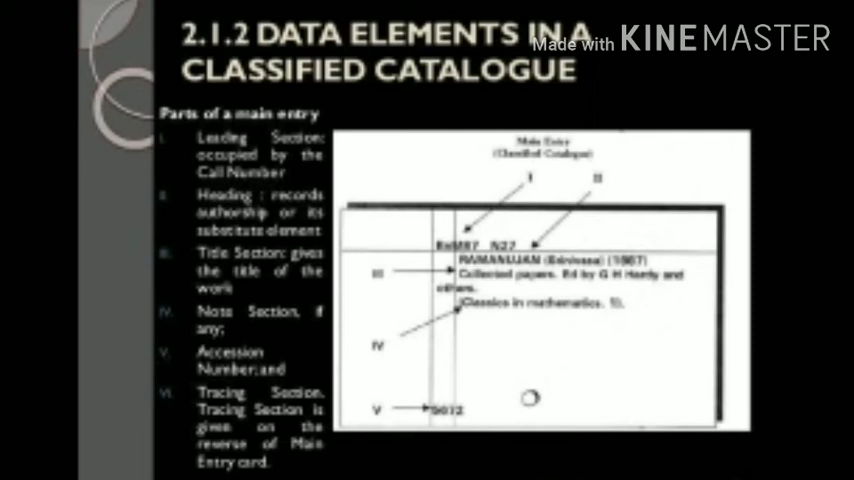 2.1.2 DATA ELEMENTS IN A
CLASSIFIED CATALOGUE
Made with KINEMASTER
Parts of a main entry
I. Leading Section:
occupied by the
Call Number
II. Heading : records
authorship or its
substitute element
III. Title Section: gives
the title of the
work
IV. Note Section, if
any;
V. Accession
Number; and
VI. Tracing Section.
Tracing Section is
given on the
reverse of Main
Entry card.
Main Entry
(Classified Catalogue)
I II
N27
RAMANUJAN (Srinivasa) (1887)
III Collected papers. Ed by G H Hardy and
others.
(Classics in mathematics. 1).
IV
V 5072